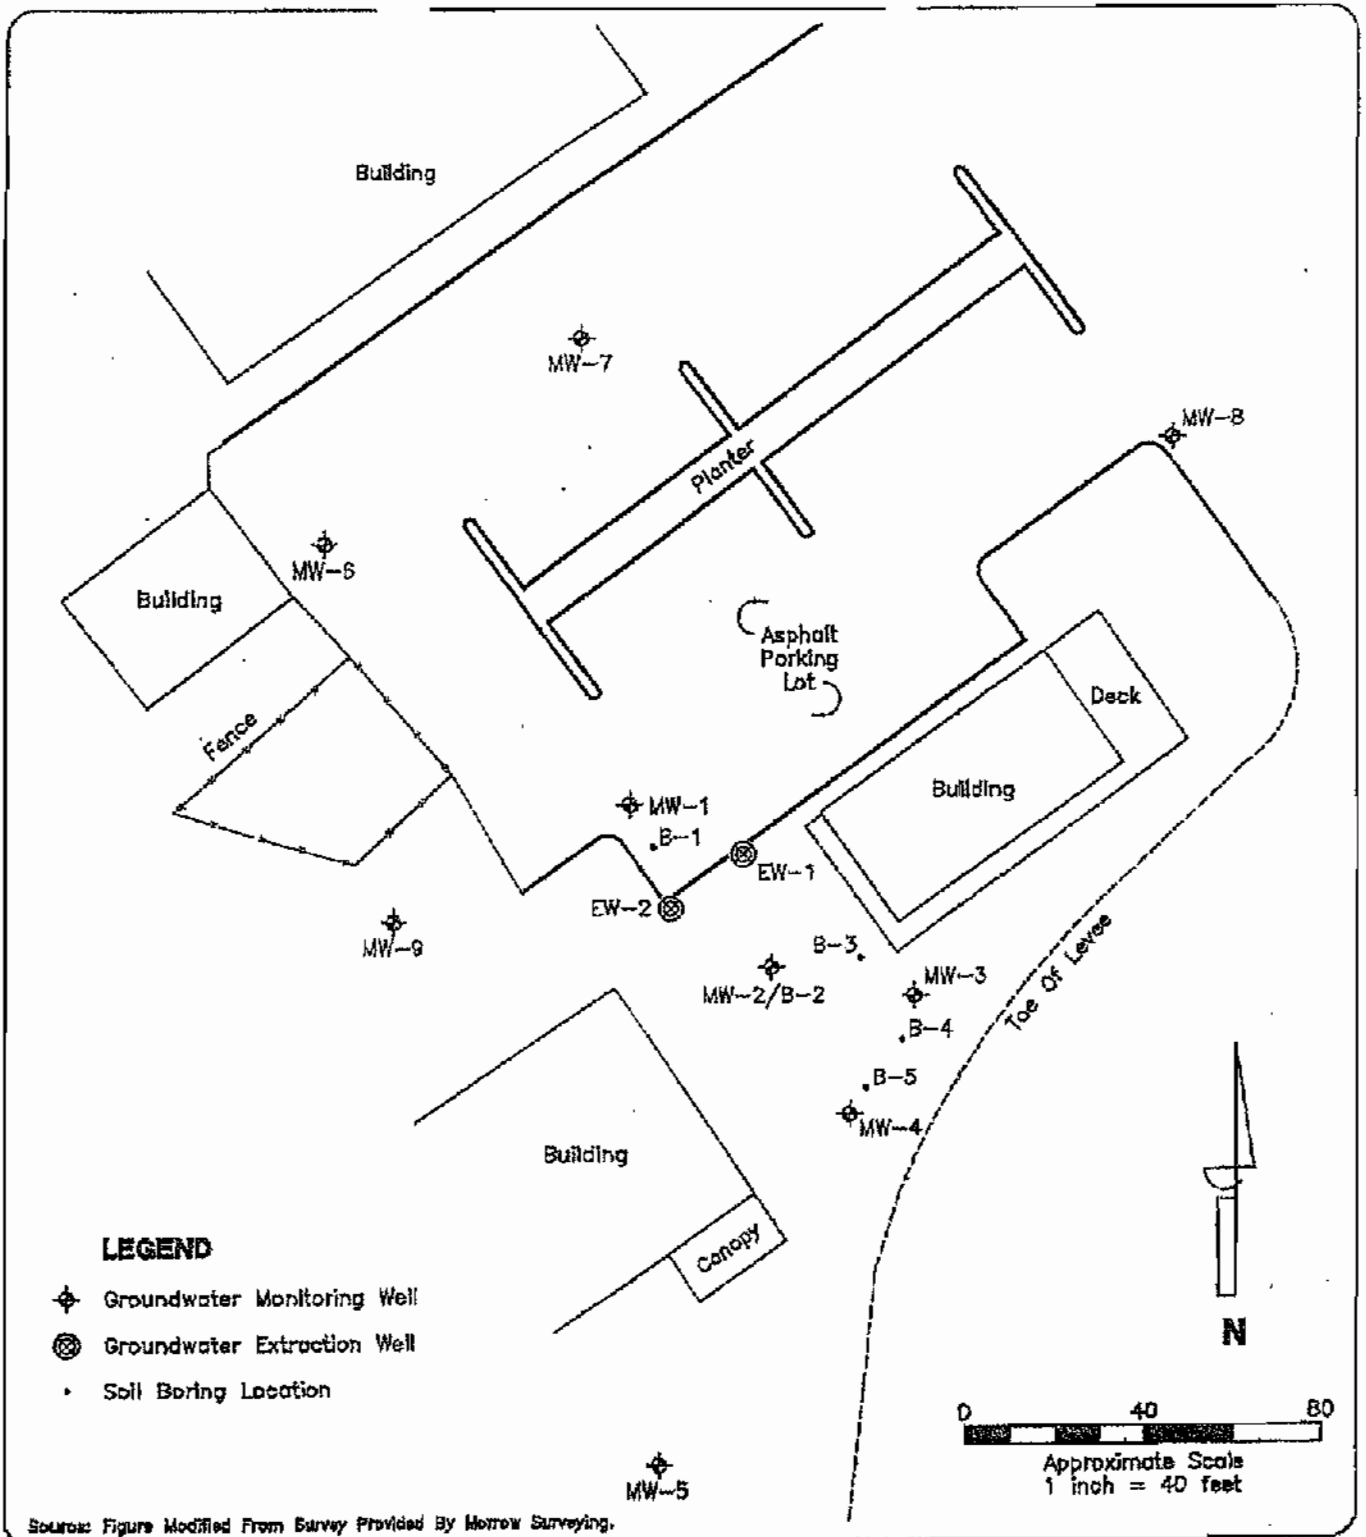 Building
MW-7
MW-8
Planter
MW-6
Building
Asphalt
Parking
Lot
Deck
Fence
Building
MW-1
B-1
EW-1
EW-2
MW-9
B-3
MW-2/B-2
MW-3
Toe Of Levee
B-4
B-5
MW-4
Building
Canopy
LEGEND
Groundwater Monitoring Well
Groundwater Extraction Well
Soil Boring Location
N
0 40 80
Approximate Scale
1 inch = 40 feet
MW-5
Source: Figure Modified From Survey Provided By Morrow Surveying.